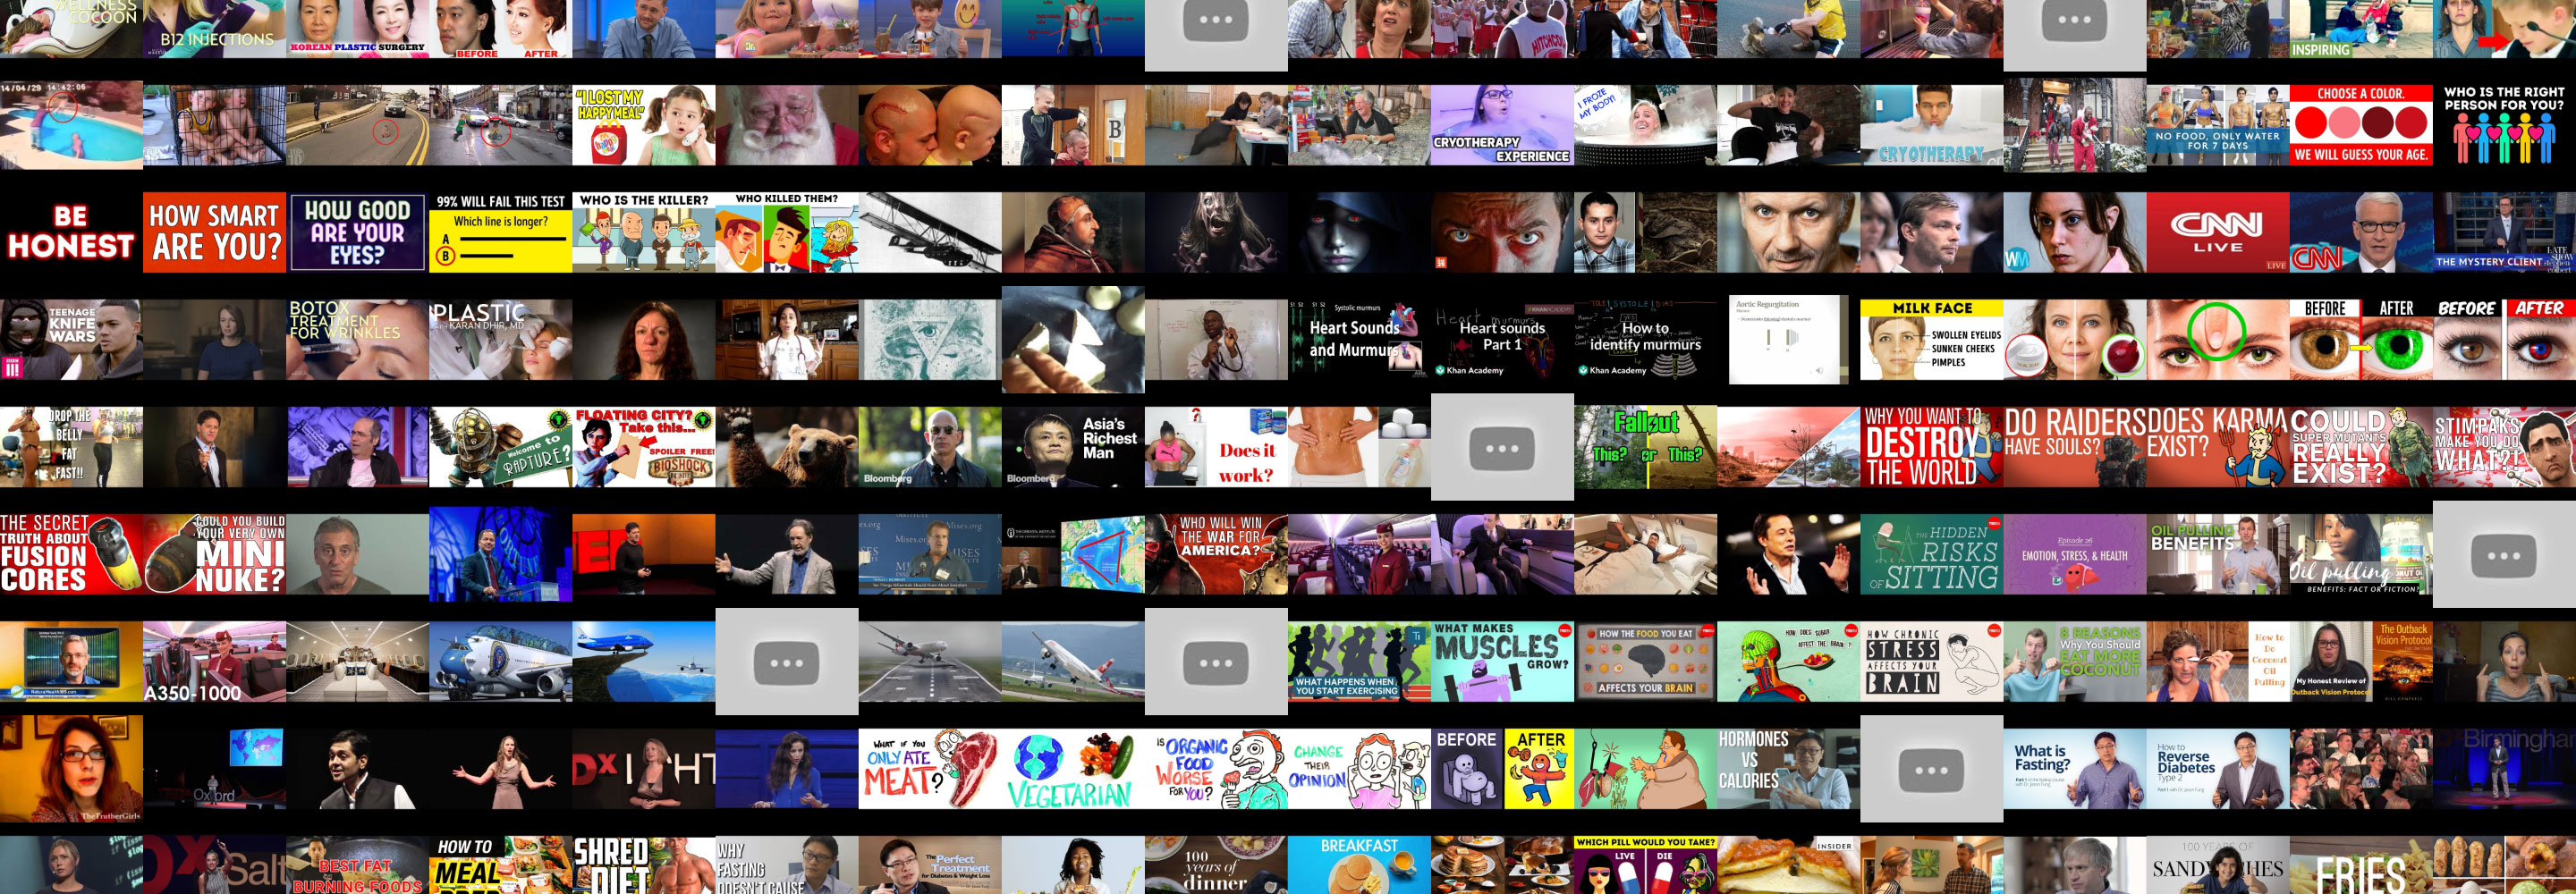 WELLNESS
COCOON
B12 INJECTIONS
KOREAN PLASTIC SURGERY
BEFORE AFTER
HITCHCOCK
INSPIRING
14/04/29 14:42:06
"I LOST MY
HAPPY MEAL"
B
CRYOTHERAPY
EXPERIENCE
I FROZE
MY BODY!
CRYOTHERAPY
NO FOOD, ONLY WATER
FOR 7 DAYS
CHOOSE A COLOR.
WE WILL GUESS YOUR AGE.
WHO IS THE RIGHT
PERSON FOR YOU?
BE
HONEST
HOW SMART
ARE YOU?
HOW GOOD
ARE YOUR
EYES?
99% WILL FAIL THIS TEST
Which line is longer?
A
B
WHO IS THE KILLER?
WHO KILLED THEM?
CNN
LIVE
LIVE
CNN
THE MYSTERY CLIENT
LATE
SHOW
TEENAGE
KNIFE
WARS
BBC
III!
BOTOX
TREATMENT
FOR WRINKLES
PLASTIC
KARAN DHIR, MD
Systolic murmurs
Heart Sounds
and Murmurs
Heart sounds
Part 1
Khan Academy
How to
identify murmurs
Khan Academy
Aortic Regurgitation
MILK FACE
SWOLLEN EYELIDS
SUNKEN CHEEKS
PIMPLES
BEFORE AFTER
BEFORE AFTER
DROP THE
BELLY
FAT
FAST!!
Welcome to
RAPTURE?
FLOATING CITY?
Take this...
SPOILER FREE!
BIOSHOCK
Bloomberg
Asia's
Richest
Man
Bloomberg
Does it
work?
Fallout
This? or This?
WHY YOU WANT TO
DESTROY
THE WORLD
DO RAIDERS
HAVE SOULS?
DOES KARMA
EXIST?
COULD
SUPER MUTANTS
REALLY
EXIST?
STIMPAKS
MAKE YOU DO
WHAT?!
THE SECRET
TRUTH ABOUT
FUSION
CORES
COULD YOU BUILD
YOUR VERY OWN
MINI
NUKE?
Mises.org
WHO WILL WIN
THE WAR FOR
AMERICA?
THE HIDDEN
RISKS
OF SITTING
Episode 26
EMOTION, STRESS, & HEALTH
OIL PULLING
BENEFITS
Oil pulling
BENEFITS: FACT OR FICTION?
A350-1000
WHAT HAPPENS WHEN
YOU START EXERCISING
WHAT MAKES
MUSCLES
GROW?
HOW THE FOOD YOU EAT
AFFECTS YOUR BRAIN
HOW DOES SUGAR
AFFECT THE BRAIN?
HOW CHRONIC
STRESS
AFFECTS YOUR
BRAIN
8 REASONS
Why You Should
EAT MORE
COCONUT
How to
Do
Coconut
Oil
Pulling
The Outback
Vision Protocol
My Honest Review of
Outback Vision Protocol
TheTrutherGirls
Oxford
WHAT IF YOU
ONLY ATE
MEAT?
VEGETARIAN
IS ORGANIC
FOOD
WORSE
FOR YOU?
CHANGE
THEIR
OPINION
BEFORE AFTER
HORMONES
VS
CALORIES
What is
Fasting?
How to
Reverse
Diabetes
Type 2
Birmingham
Salt
BEST FAT
BURNING FOODS
HOW TO
MEAL
SHRED
DIET
WHY
FASTING
DOESN'T CAUSE
The Perfect
Treatment
for Diabetes & Weight Loss
100
years of
dinner
BREAKFAST
WHICH PILL WOULD YOU TAKE?
LIVE DIE
INSIDER
100 YEARS OF
SANDWICHES
FRIES